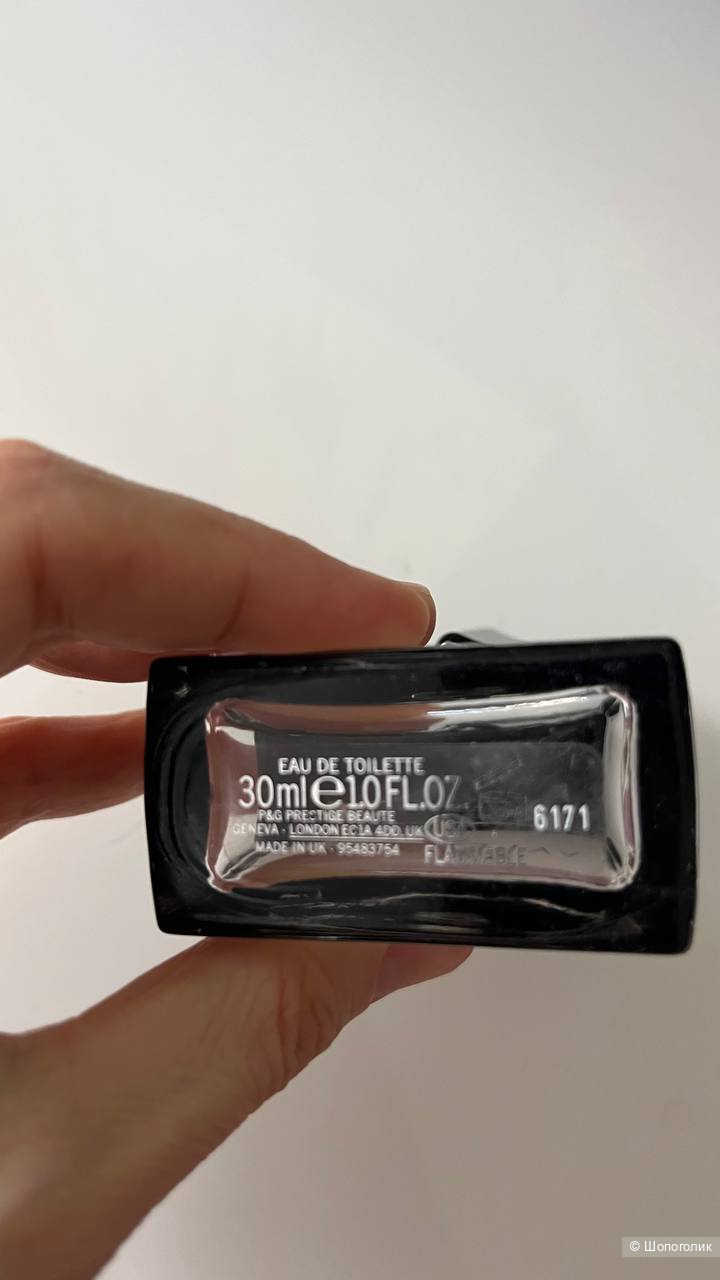 EAU DE TOILETTE
30ml e 1.0 FL.OZ
P&G PRESTIGE BEAUTE
GENEVA · LONDON EC1A 4DD. UK
USA
MADE IN UK · 95483754
FLAMMABLE
6171
© Шопоголик